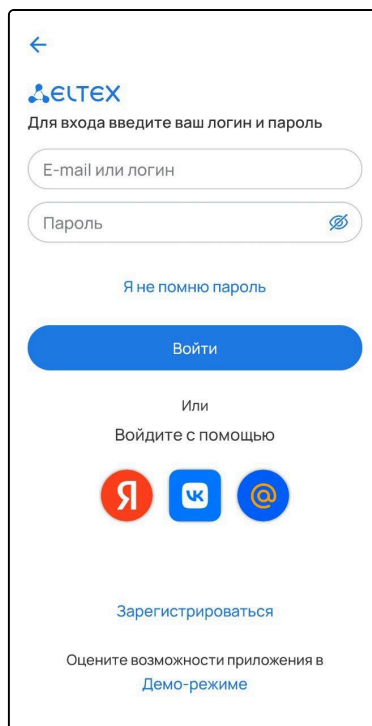 ELTEX
Для входа введите ваш логин и пароль
E-mail или логин
Пароль
Я не помню пароль
Войти
Или
Войдите с помощью
Я VK @
Зарегистрироваться
Оцените возможности приложения в
Демо-режиме